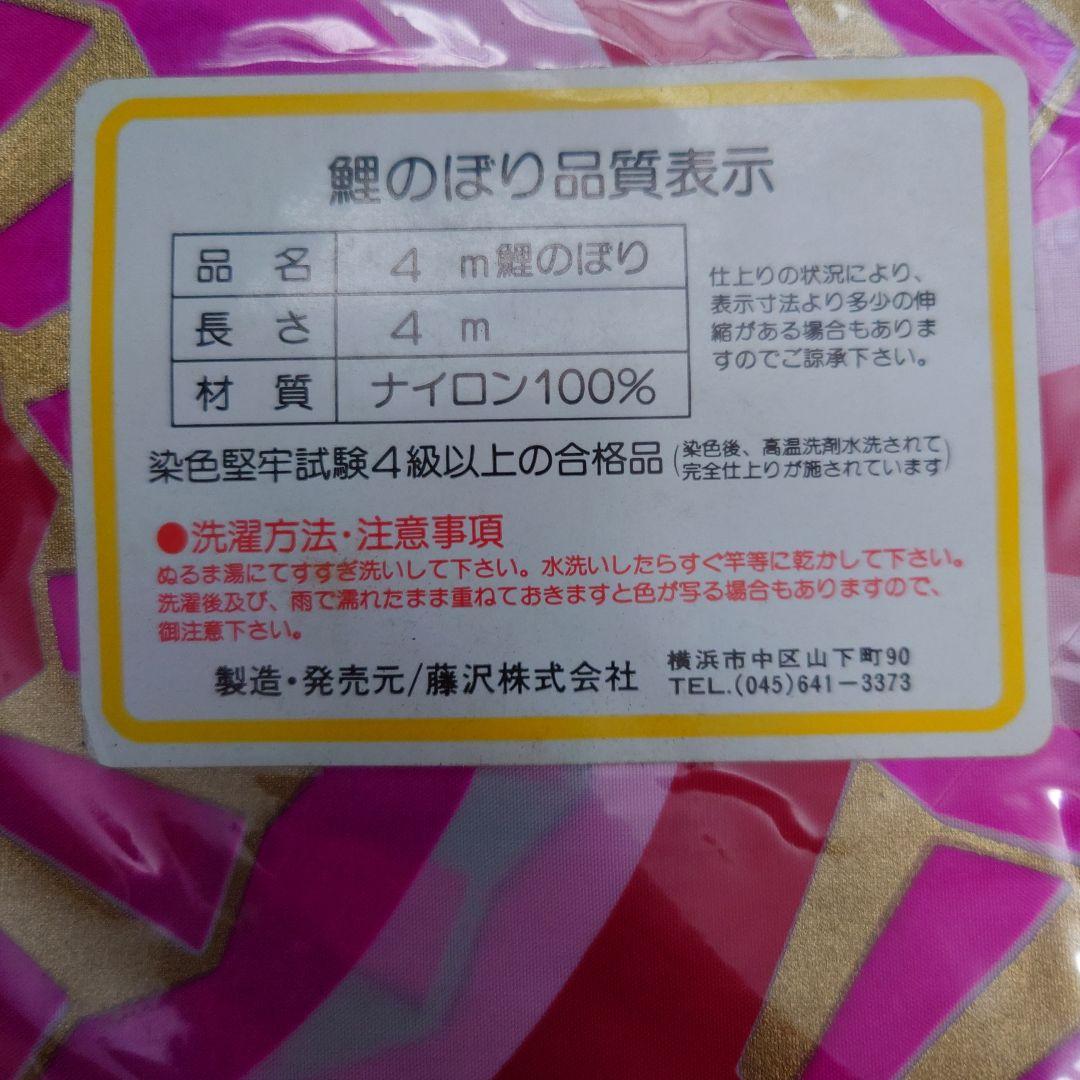 鯉のぼり品質表示
品 名 4 m鯉のぼり
長 さ 4 m
材 質 ナイロン100%
仕上りの状況により、
表示寸法より多少の伸
縮がある場合もありま
すのでご諒承下さい。
染色堅牢試験4級以上の合格品(染色後、高温洗剤水洗されて
完全仕上りが施されています)
●洗濯方法・注意事項
ぬるま湯にてすすぎ洗いして下さい。水洗いしたらすぐ竿等に乾かして下さい。
洗濯後及び、雨で濡れたまま重ねておきますと色が写る場合もありますので、
御注意下さい。
製造・発売元/藤沢株式会社
横浜市中区山下町90
TEL.(045)641-3373